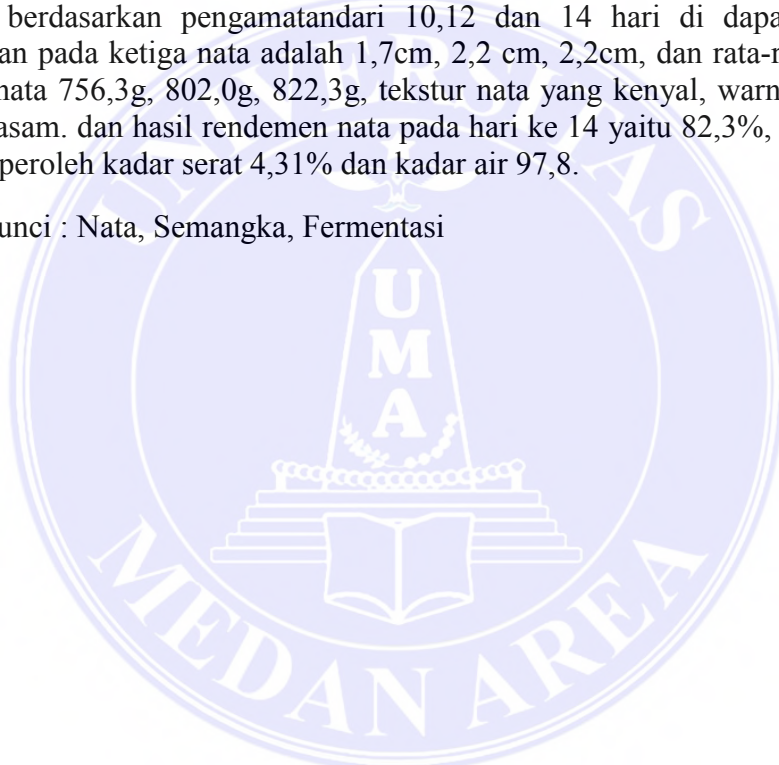 berdasarkan pengamatandari 10,12 dan 14 hari di dapa
an pada ketiga nata adalah 1,7cm, 2,2 cm, 2,2cm, dan rata-r
nata 756,3g, 802,0g, 822,3g, tekstur nata yang kenyal, warn
asam. dan hasil rendemen nata pada hari ke 14 yaitu 82,3%,
peroleh kadar serat 4,31% dan kadar air 97,8.
unci : Nata, Semangka, Fermentasi
UNIVERSITAS
U
M
A
MEDAN AREA